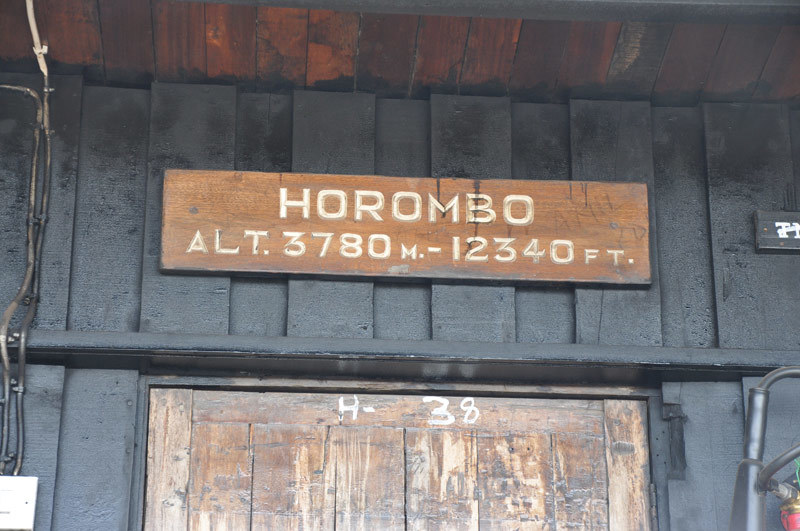 HOROMBO
ALT. 3780 M.- 12340 FT.
H- 38